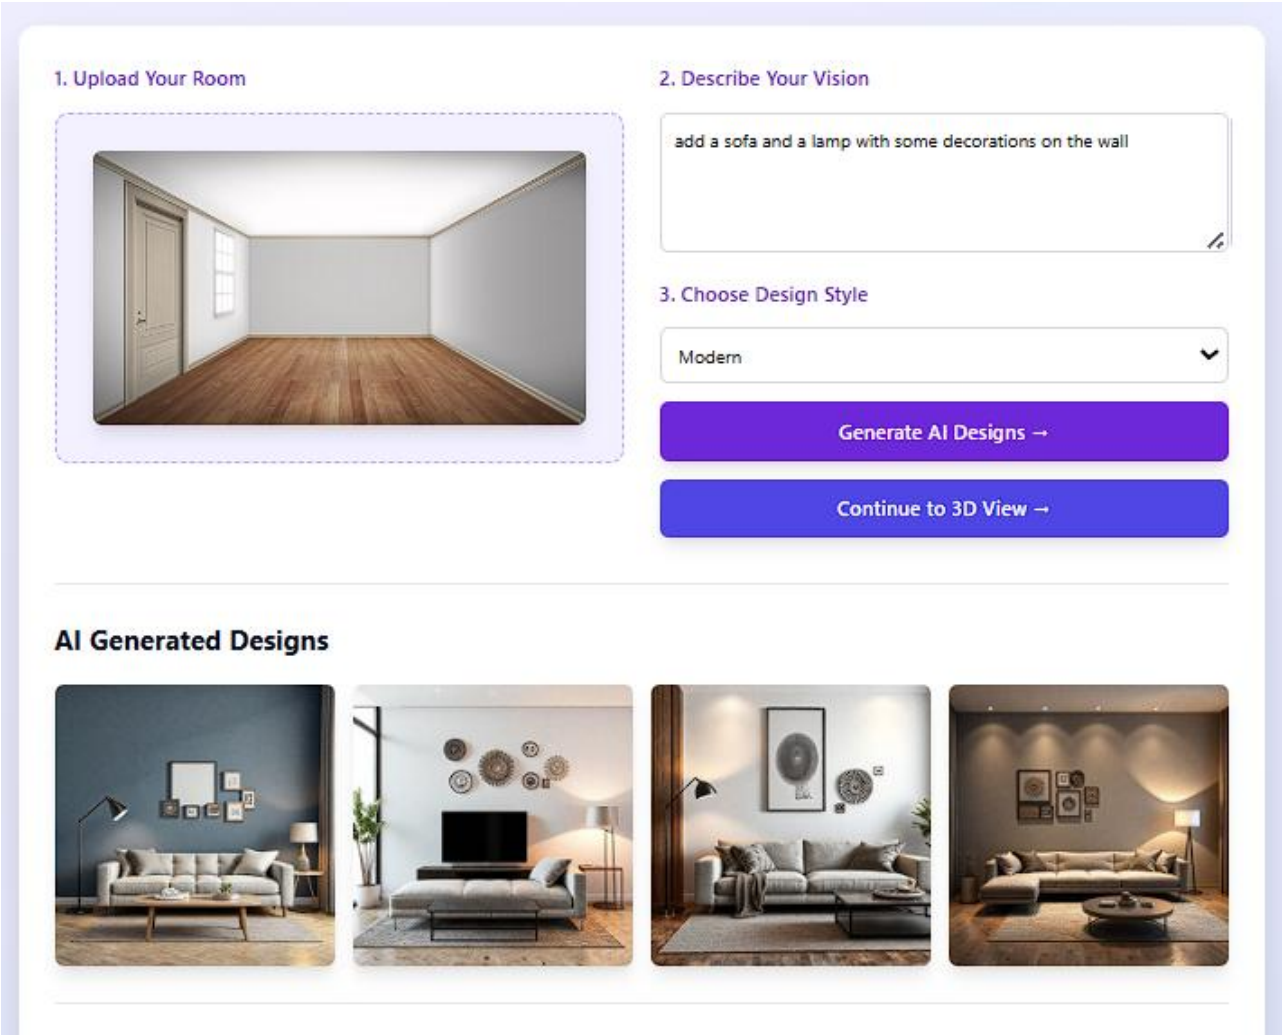 1. Upload Your Room
2. Describe Your Vision
add a sofa and a lamp with some decorations on the wall
3. Choose Design Style
Modern
Generate AI Designs →
Continue to 3D View →
AI Generated Designs